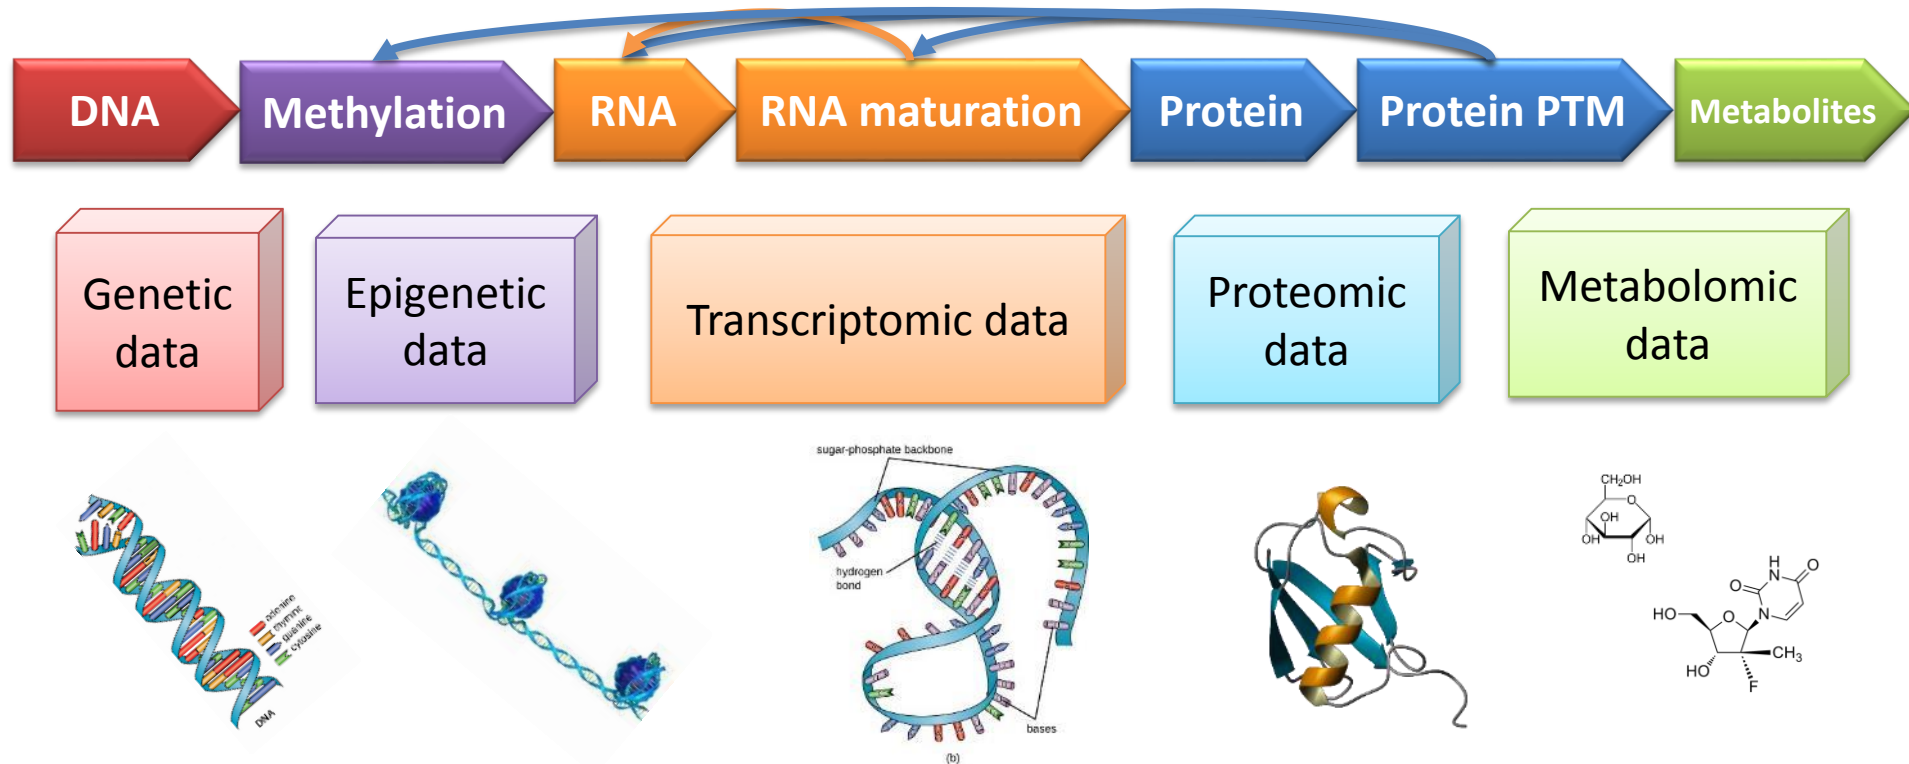 DNA
Methylation
RNA
RNA maturation
Protein
Protein PTM
Metabolites
Genetic
data
Epigenetic
data
Transcriptomic data
Proteomic
data
Metabolomic
data
adenine
thymine
guanine
cytosine
DNA
sugar-phosphate backbone
hydrogen
bond
bases
(b)
CH₂OH
O
OH
OH
OH
OH
NH
O
O
N
HO
O
CH₃
HO
F